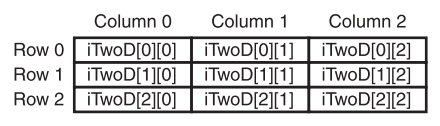 Column 0 Column 1 Column 2
Row 0 iTwoD[0][0] iTwoD[0][1] iTwoD[0][2]
Row 1 iTwoD[1][0] iTwoD[1][1] iTwoD[1][2]
Row 2 iTwoD[2][0] iTwoD[2][1] iTwoD[2][2]